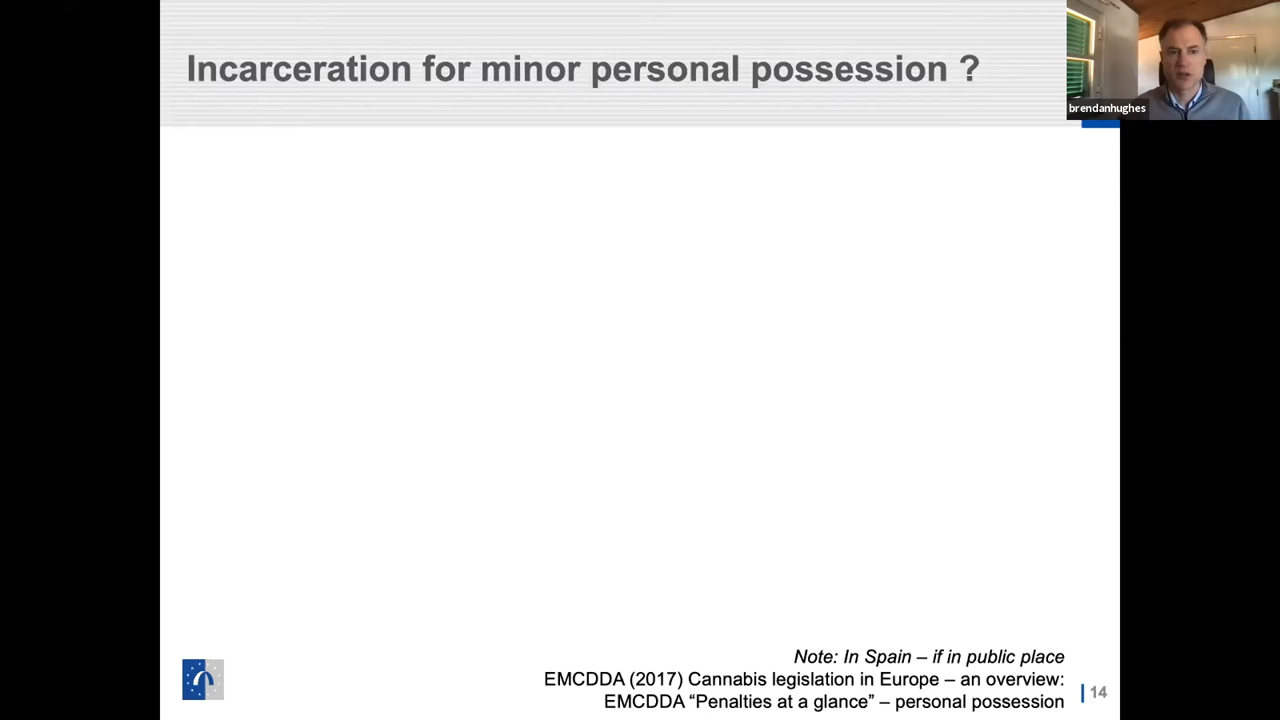 Incarceration for minor personal possession ?
brendanhughes
Note: In Spain – if in public place
EMCDDA (2017) Cannabis legislation in Europe – an overview:
EMCDDA “Penalties at a glance” – personal possession
14